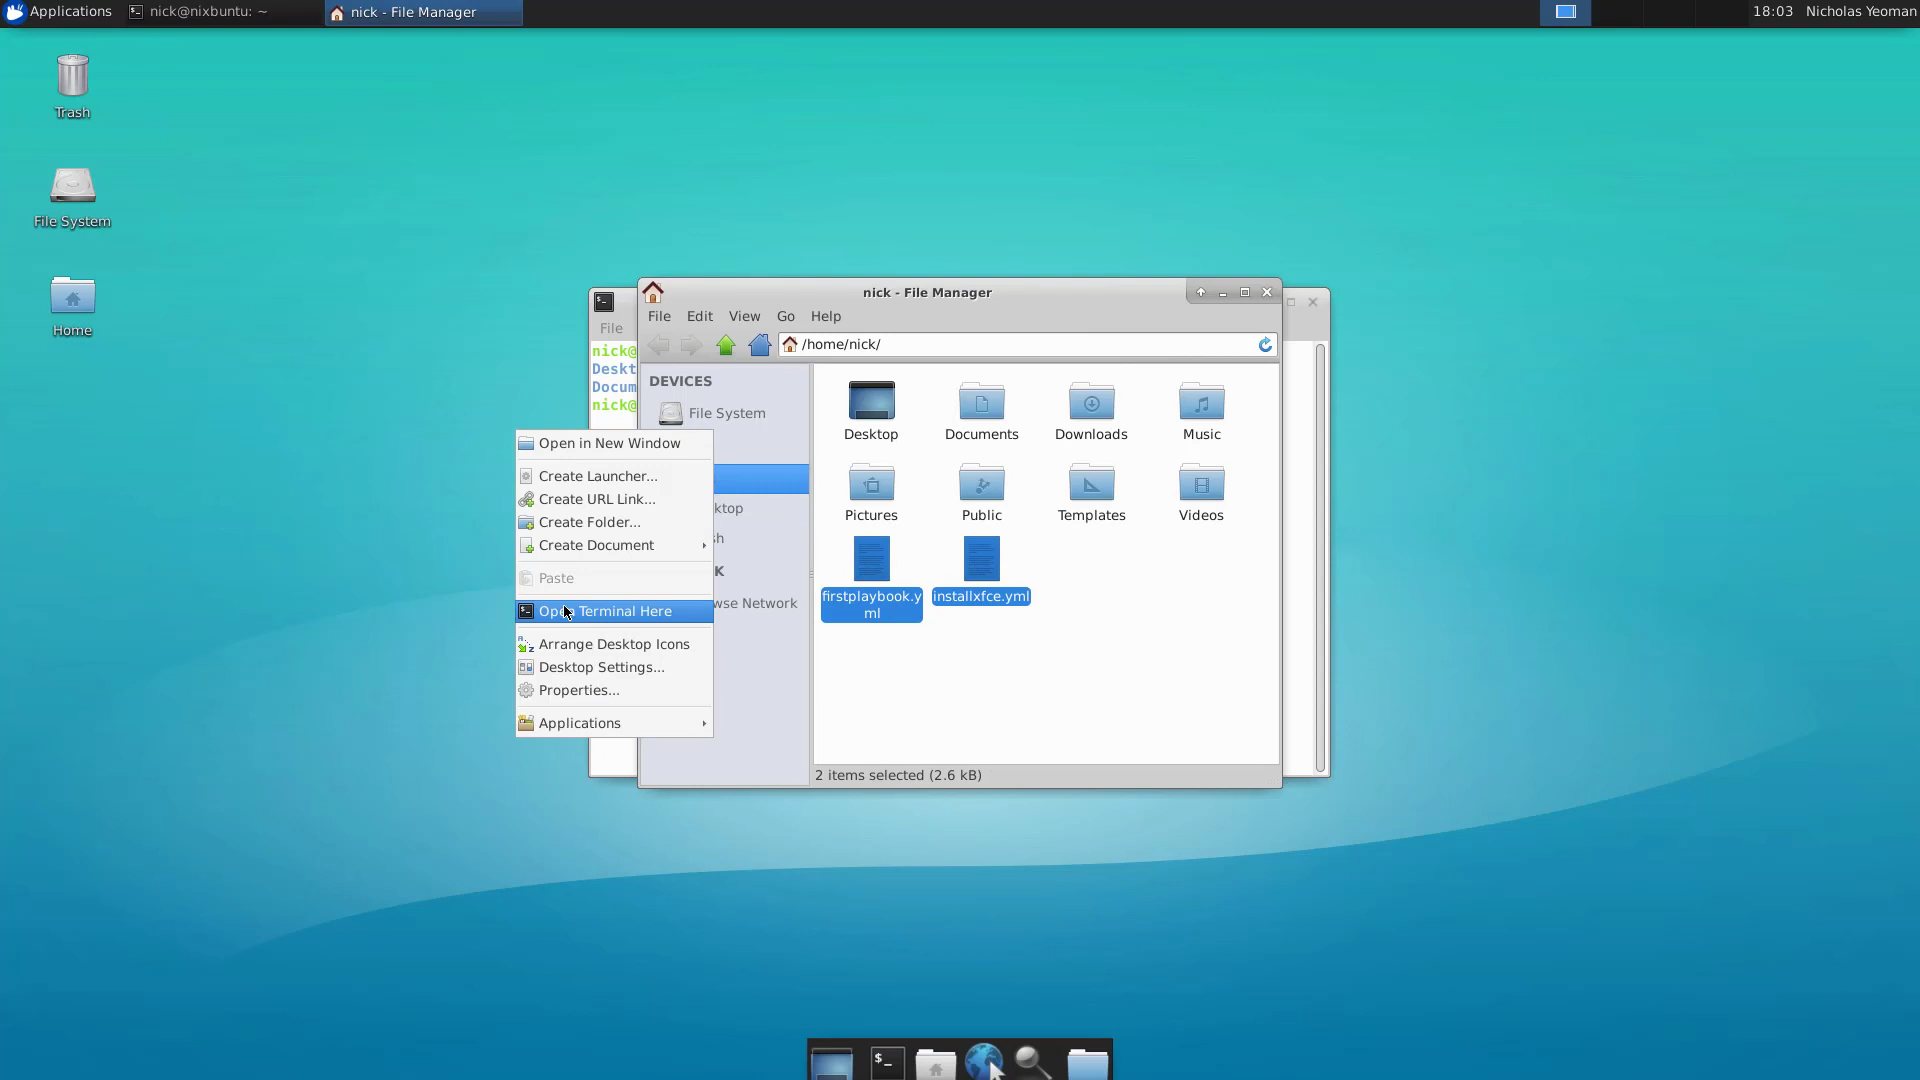 Applications
nick@nixbuntu: ~
nick - File Manager
18:03
Nicholas Yeoman
Trash
File System
Home
nick - File Manager
File Edit View Go Help
/home/nick/
File
nick@
Deskt
Docum
nick@
DEVICES
File System
ktop
sh
K
wse Network
Desktop
Documents
Downloads
Music
Pictures
Public
Templates
Videos
firstplaybook.y
ml
installxfce.yml
2 items selected (2.6 kB)
Open in New Window
Create Launcher...
Create URL Link...
Create Folder...
Create Document
Paste
Open Terminal Here
Arrange Desktop Icons
Desktop Settings...
Properties...
Applications